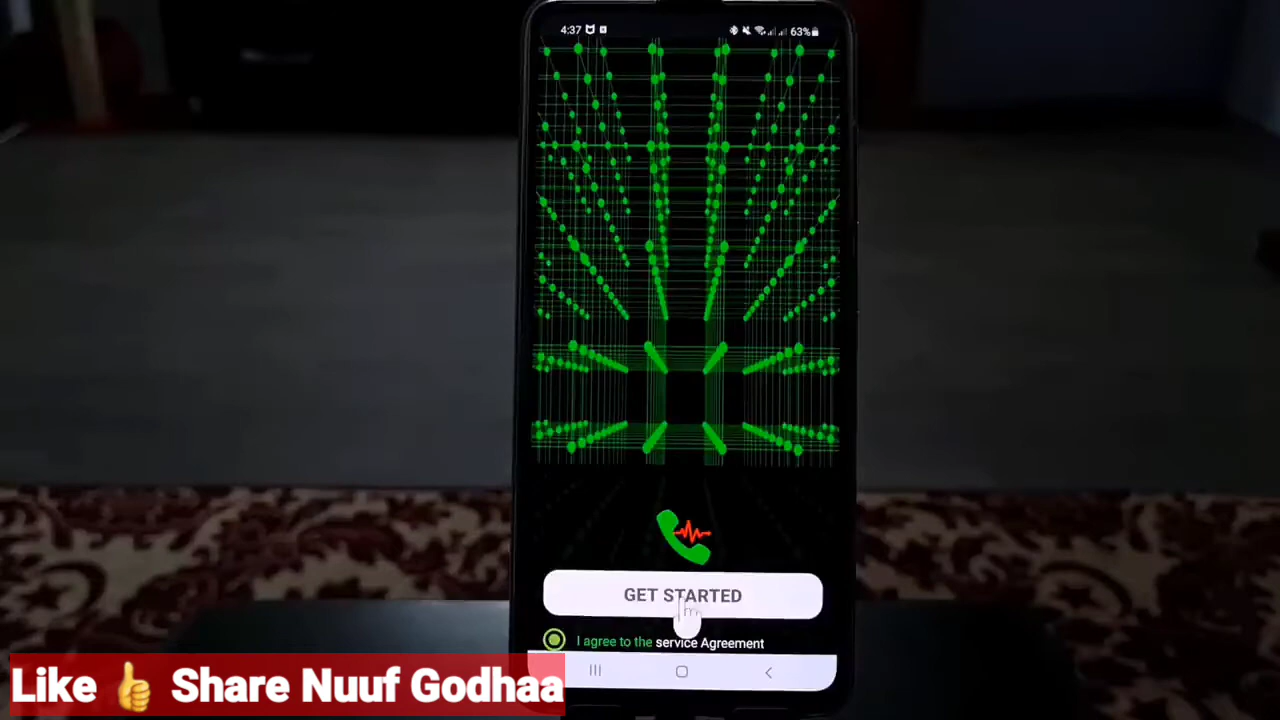 4:37
63%
GET STARTED
I agree to the service Agreement
Like 👍 Share Nuuf Godhaa